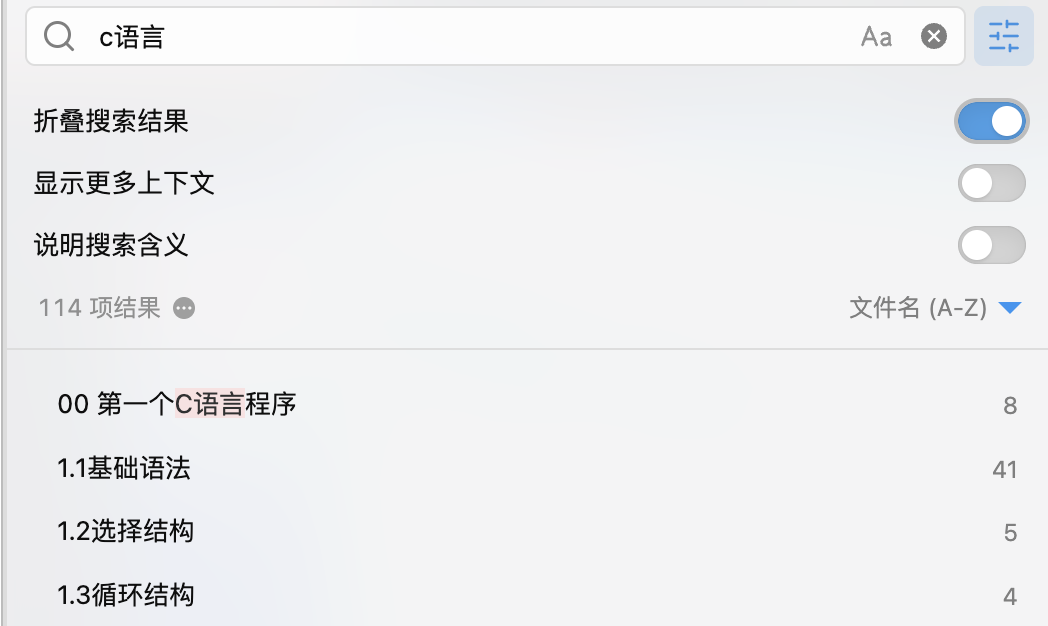 c语言 Aa
折叠搜索结果
显示更多上下文
说明搜索含义
114 项结果 文件名 (A-Z)
00 第一个C语言程序 8
1.1基础语法 41
1.2选择结构 5
1.3循环结构 4